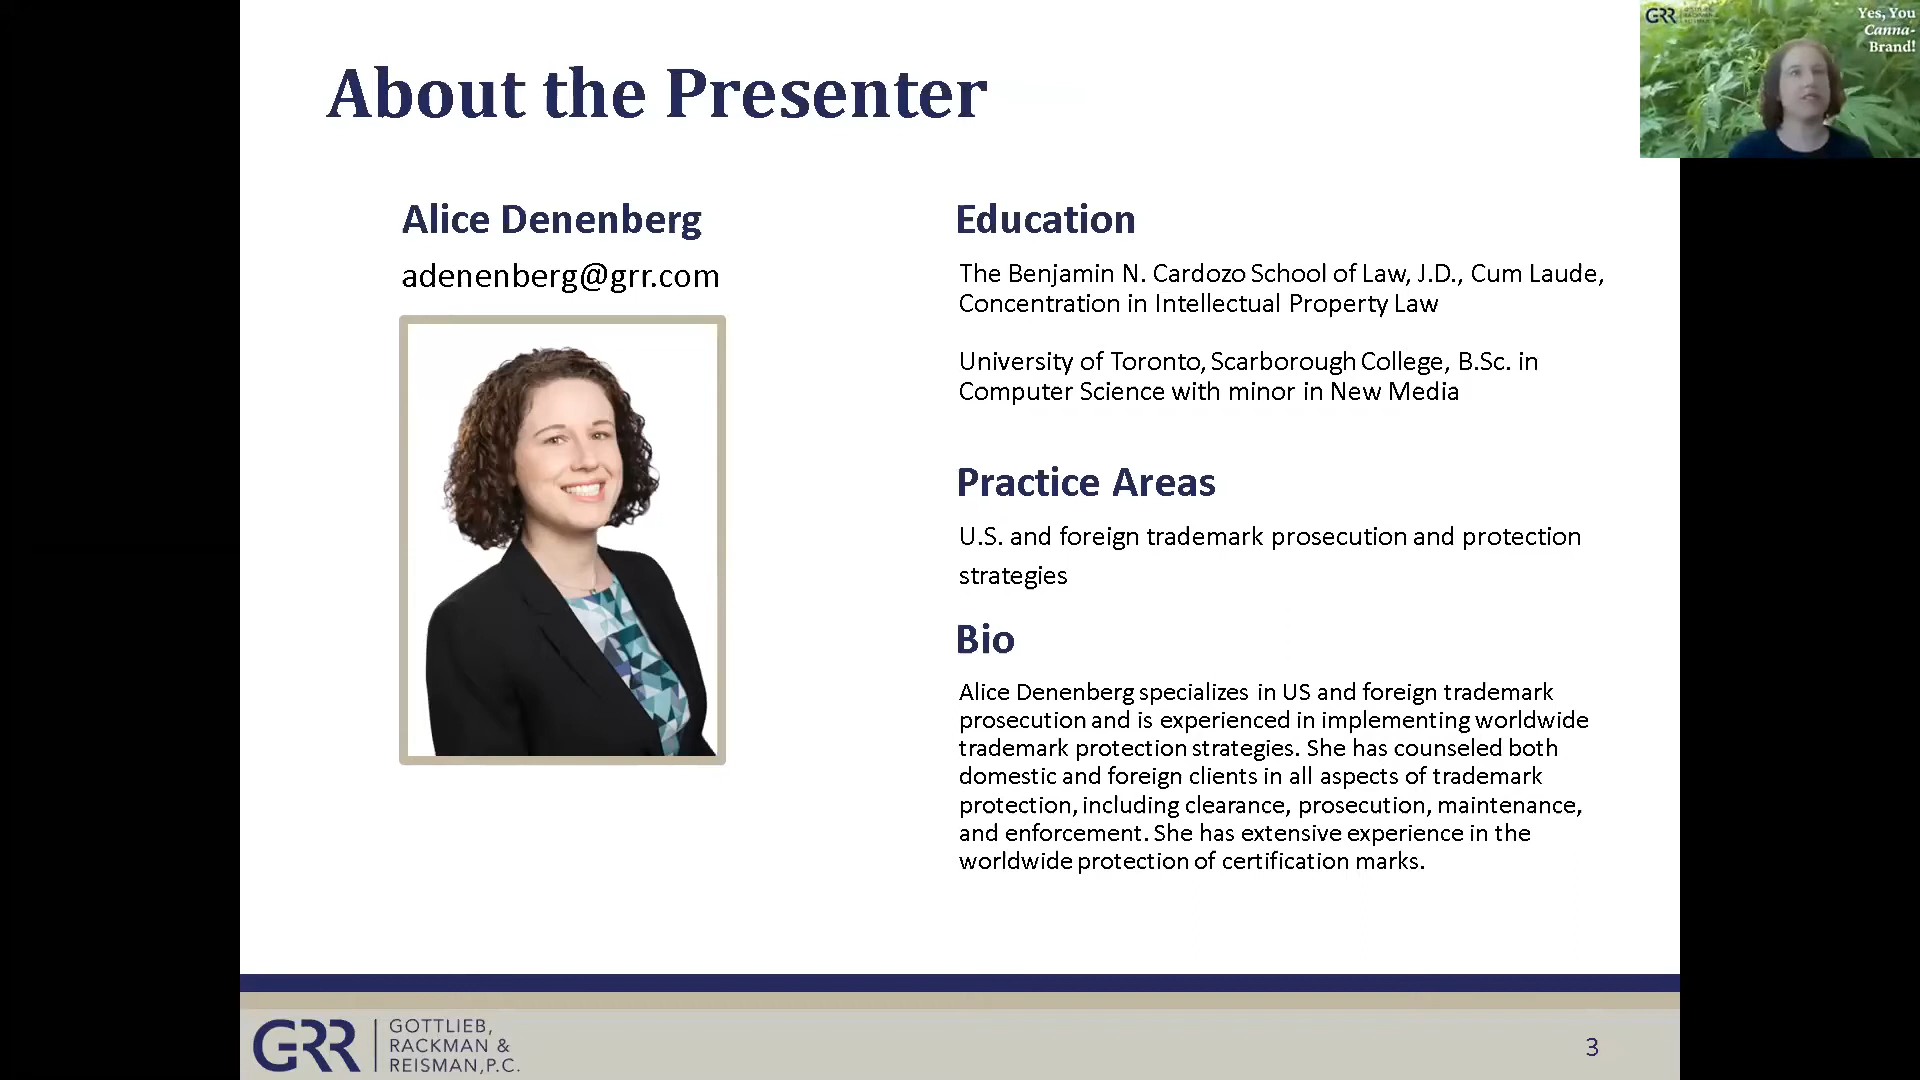 About the Presenter
Alice Denenberg
adenenberg@grr.com
Education
The Benjamin N. Cardozo School of Law, J.D., Cum Laude,
Concentration in Intellectual Property Law
University of Toronto, Scarborough College, B.Sc. in
Computer Science with minor in New Media
Practice Areas
U.S. and foreign trademark prosecution and protection
strategies
Bio
Alice Denenberg specializes in US and foreign trademark
prosecution and is experienced in implementing worldwide
trademark protection strategies. She has counseled both
domestic and foreign clients in all aspects of trademark
protection, including clearance, prosecution, maintenance,
and enforcement. She has extensive experience in the
worldwide protection of certification marks.
GRR
GOTTLIEB,
RACKMAN &
REISMAN, P.C.
3
GRR
Yes, You
Canna-
Brand!